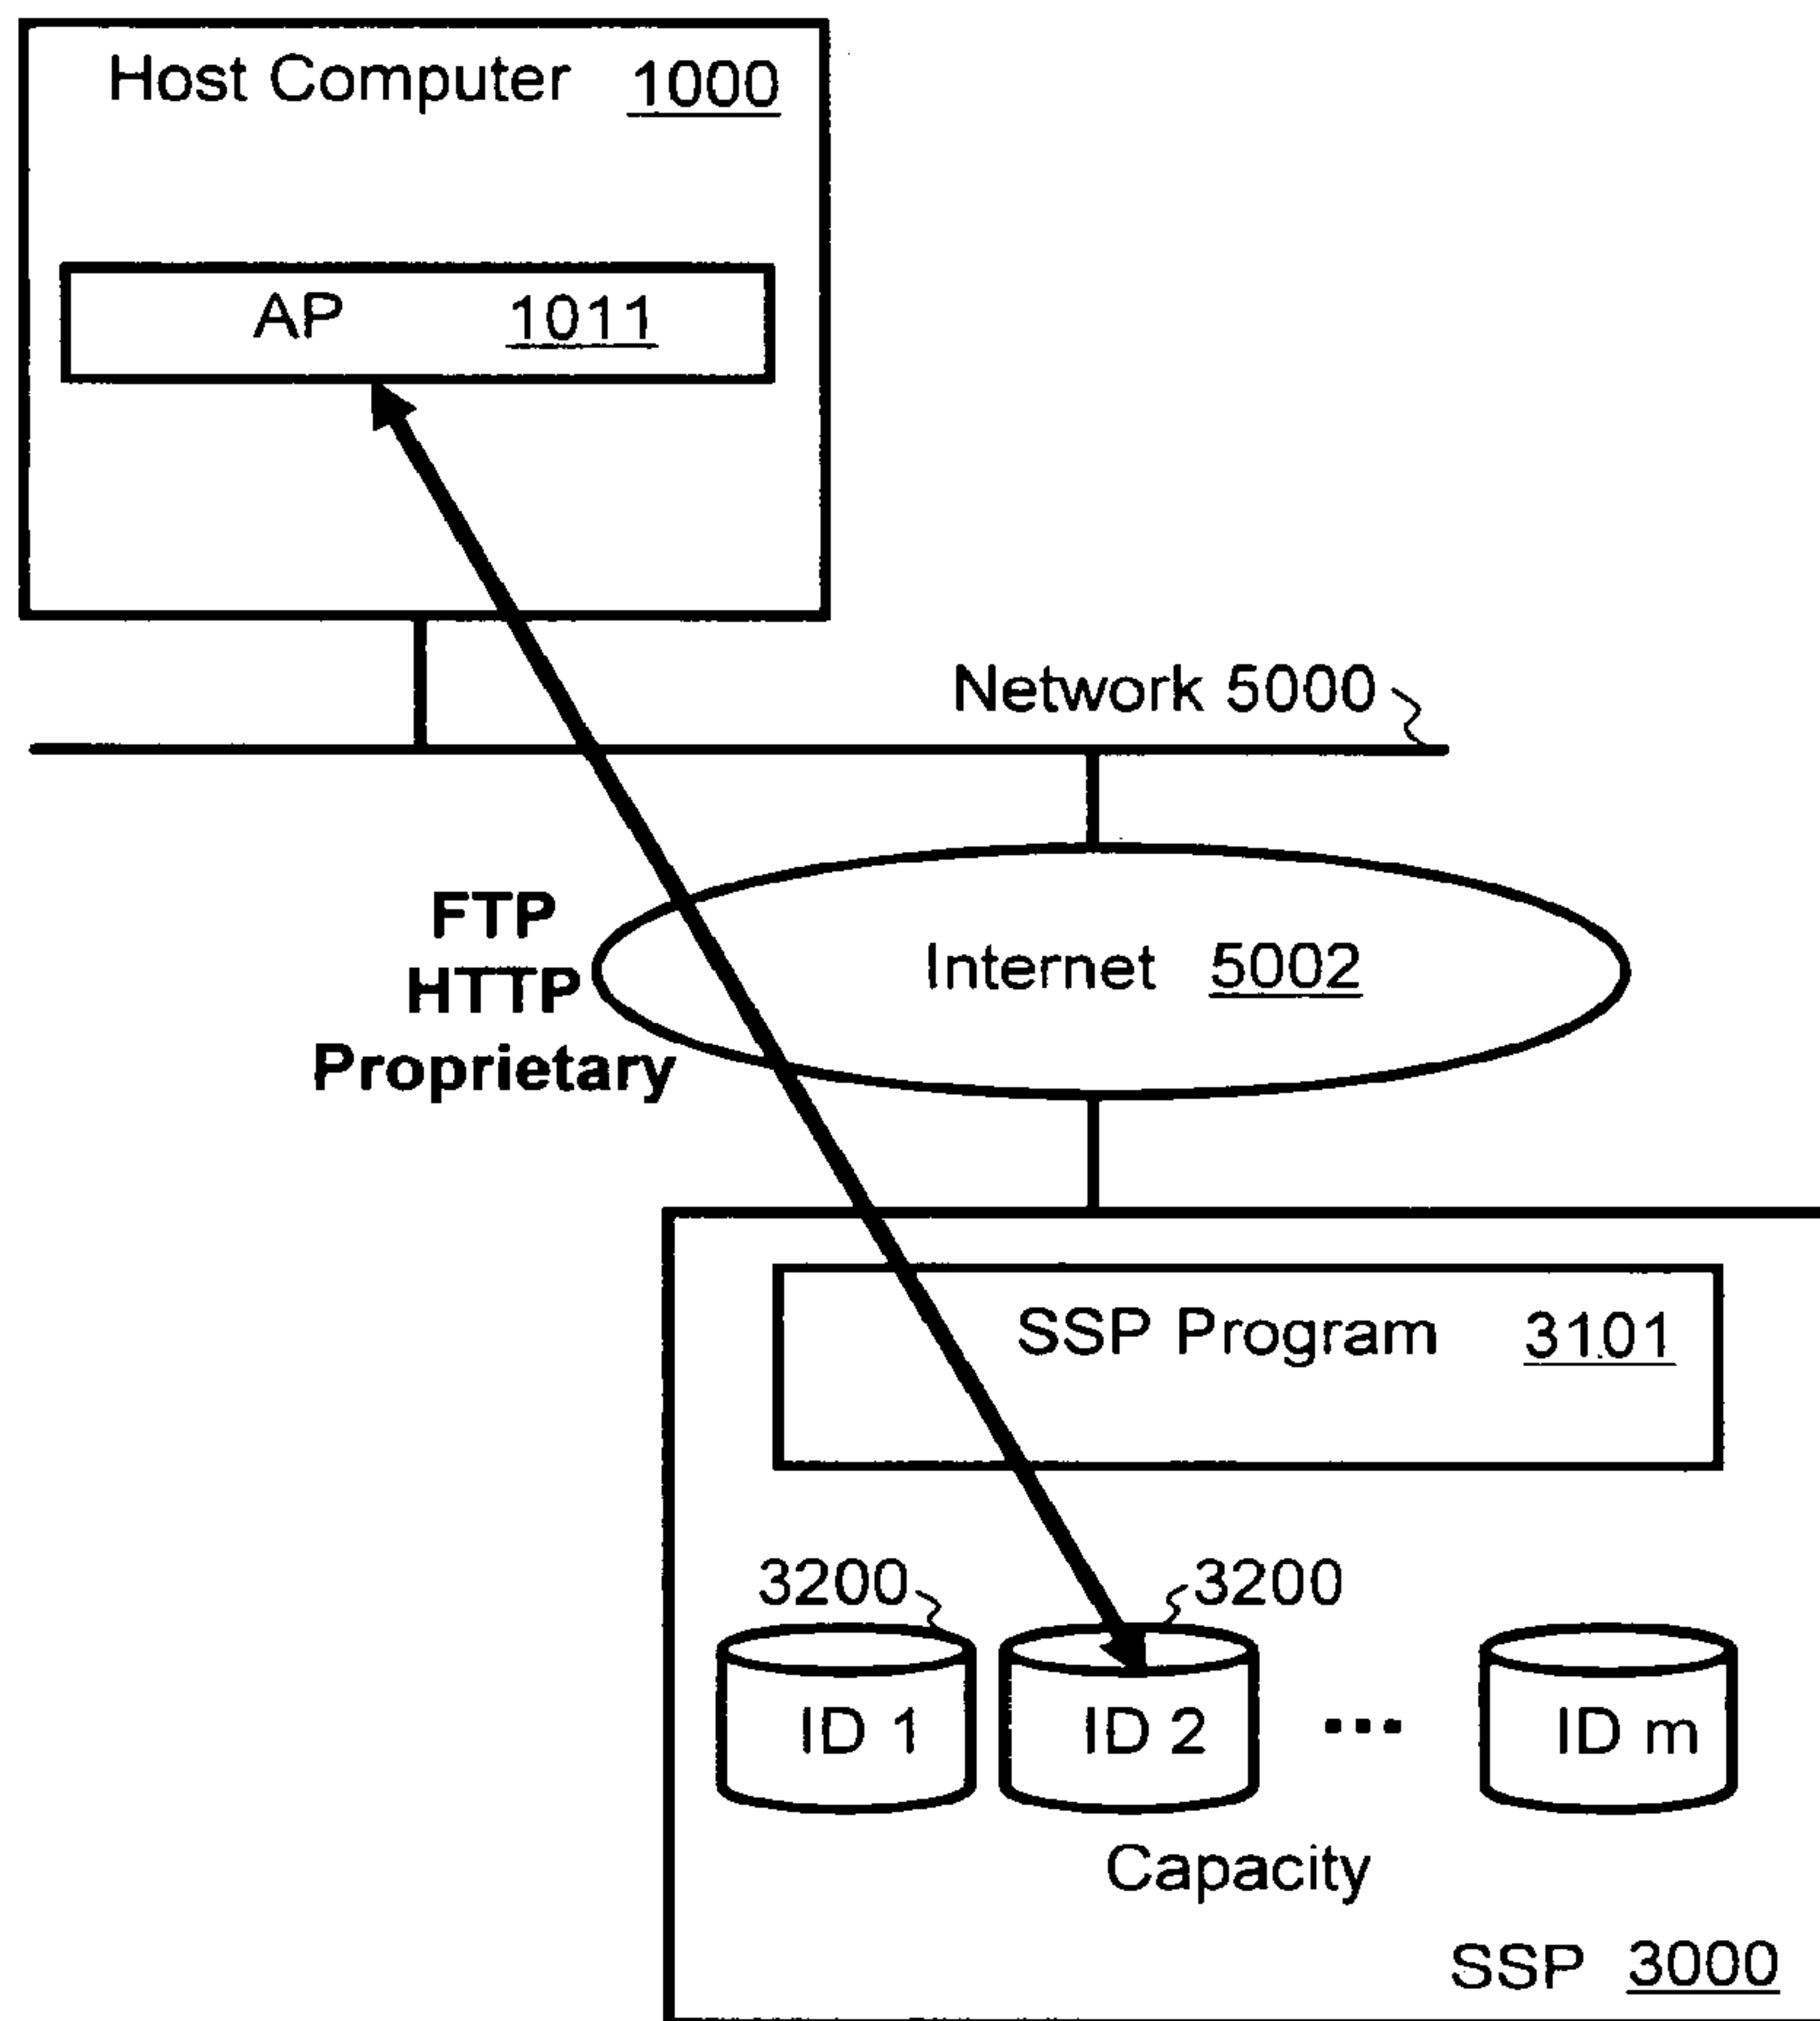 Host Computer 1000
AP 1011
Network 5000
FTP
HTTP
Proprietary
Internet 5002
SSP Program 3101
3200
3200
ID 1
ID 2
...
ID m
Capacity
SSP 3000